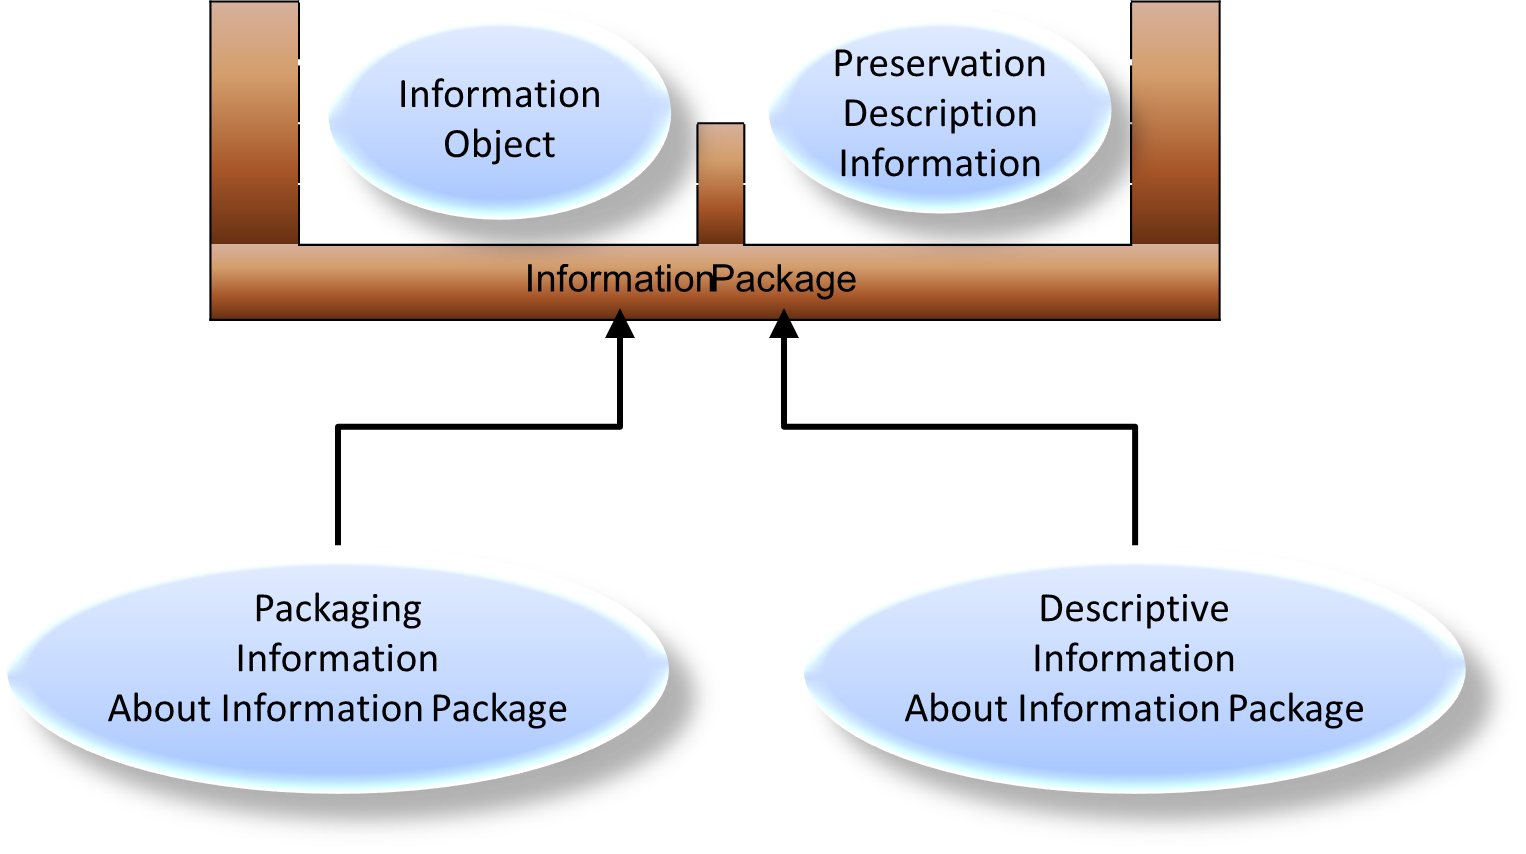 Information
Object
Preservation
Description
Information
InformationPackage
Packaging
Information
About Information Package
Descriptive
Information
About Information Package